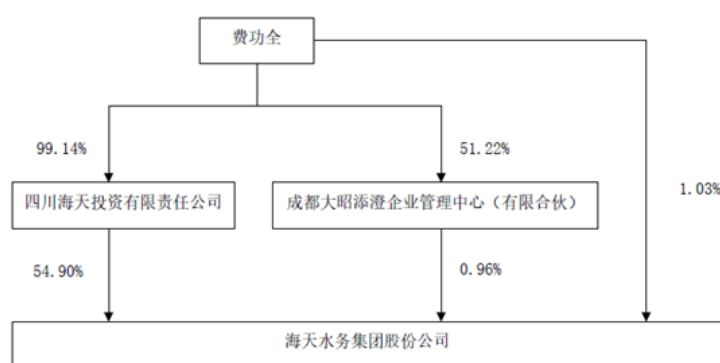 费功全
99.14%
51.22%
1.03%
四川海天投资有限责任公司
成都大昭添澄企业管理中心（有限合伙）
54.90%
0.96%
海天水务集团股份公司